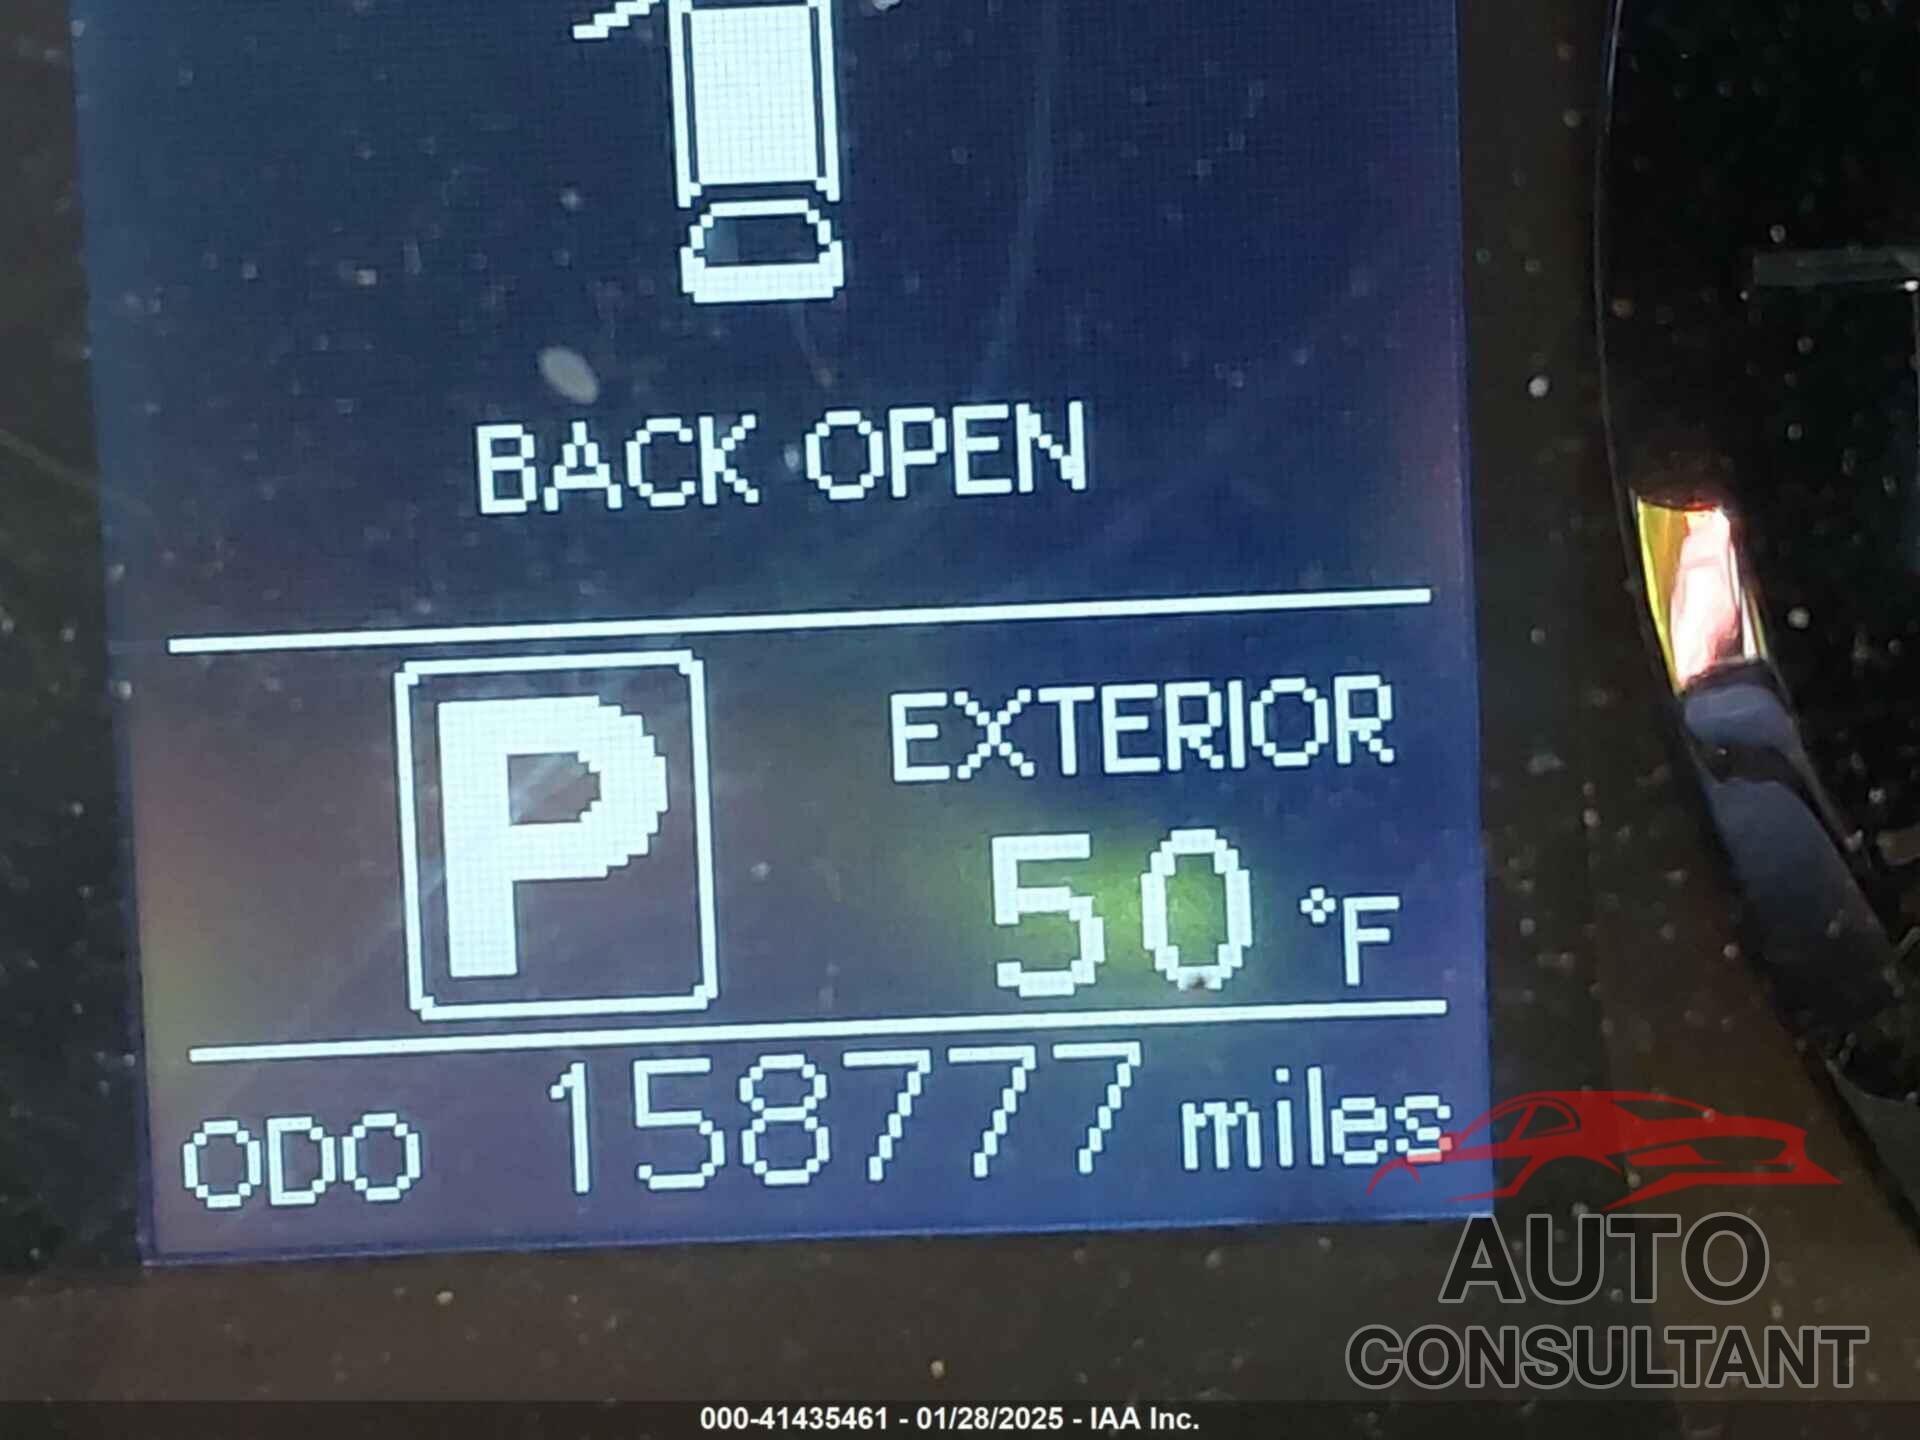 BACK OPEN
P
EXTERIOR
50 °F
ODO 158777 miles
AUTO
CONSULTANT
000-41435461 - 01/28/2025 - IAA Inc.